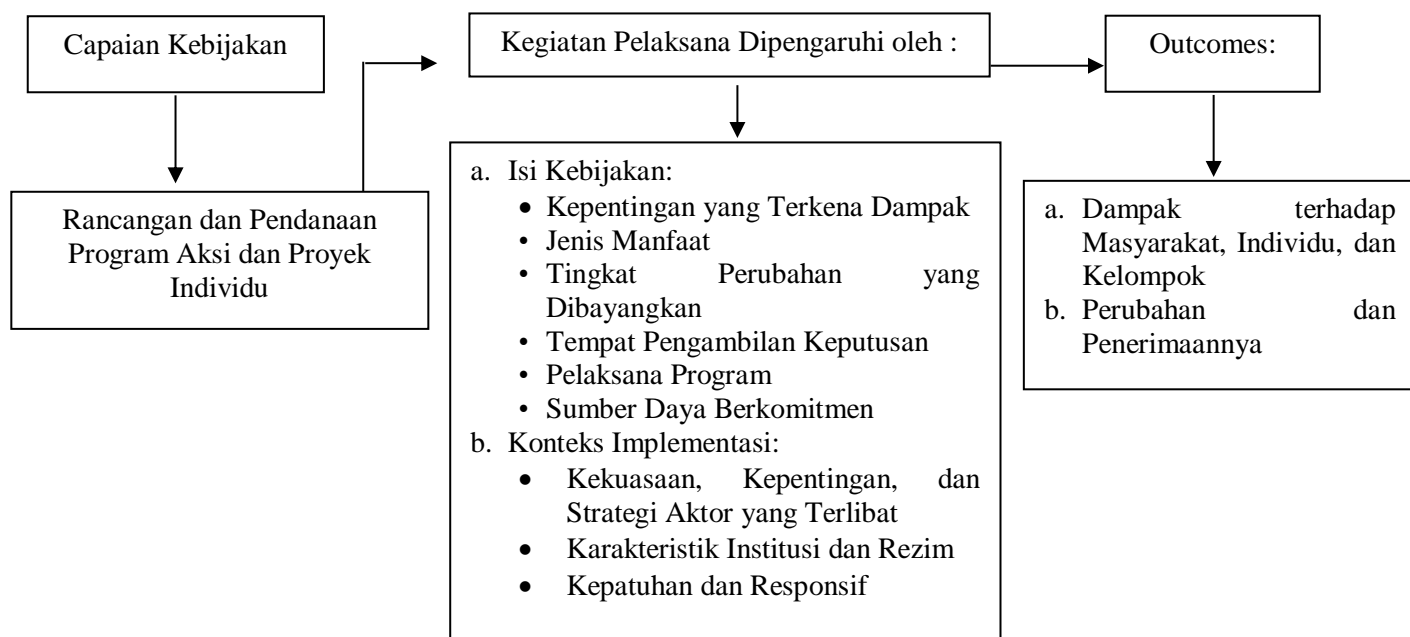 Capaian Kebijakan
Rancangan dan Pendanaan
Program Aksi dan Proyek
Individu
Kegiatan Pelaksana Dipengaruhi oleh :
a. Isi Kebijakan:
• Kepentingan yang Terkena Dampak
• Jenis Manfaat
• Tingkat Perubahan yang
Dibayangkan
• Tempat Pengambilan Keputusan
• Pelaksana Program
• Sumber Daya Berkomitmen
b. Konteks Implementasi:
• Kekuasaan, Kepentingan, dan
Strategi Aktor yang Terlibat
• Karakteristik Institusi dan Rezim
• Kepatuhan dan Responsif
Outcomes:
a. Dampak terhadap
Masyarakat, Individu, dan
Kelompok
b. Perubahan dan
Penerimaannya